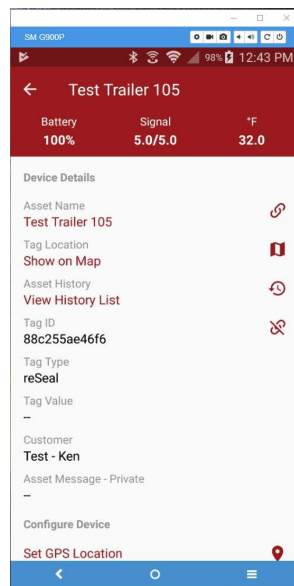 SM G900P
98% 12:43 PM
Test Trailer 105
Battery Signal °F
100% 5.0/5.0 32.0
Device Details
Asset Name
Test Trailer 105
Tag Location
Show on Map
Asset History
View History List
Tag ID
88c255ae46f6
Tag Type
reSeal
Tag Value
--
Customer
Test - Ken
Asset Message - Private
--
Configure Device
Set GPS Location